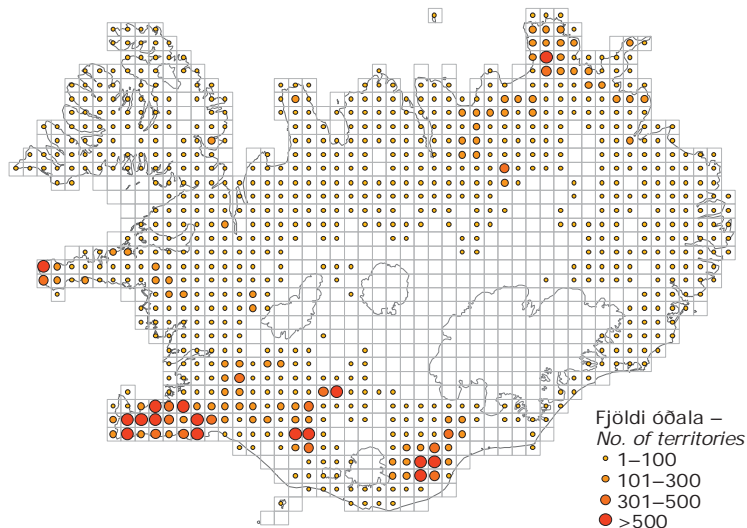 Fjöldi óðala –
No. of territories
1–100
101–300
301–500
>500